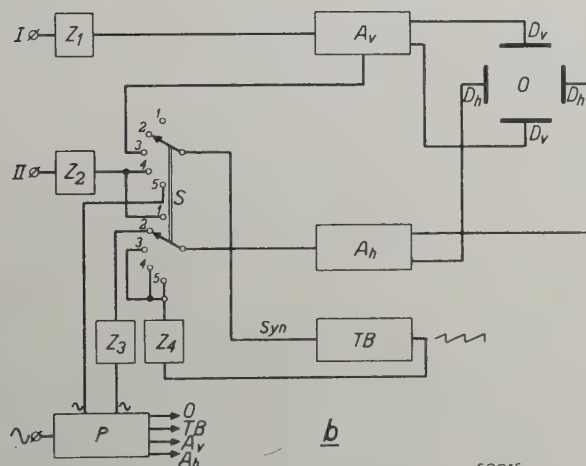 I Z1 Av Dv
Dh O Dh
Dv
1
2
3
II Z2 4
5 S
1
2
3 Ah
4
5
Z3 Z4 Syn TB
~ ~
~ P O
TB
Av
Ah
b